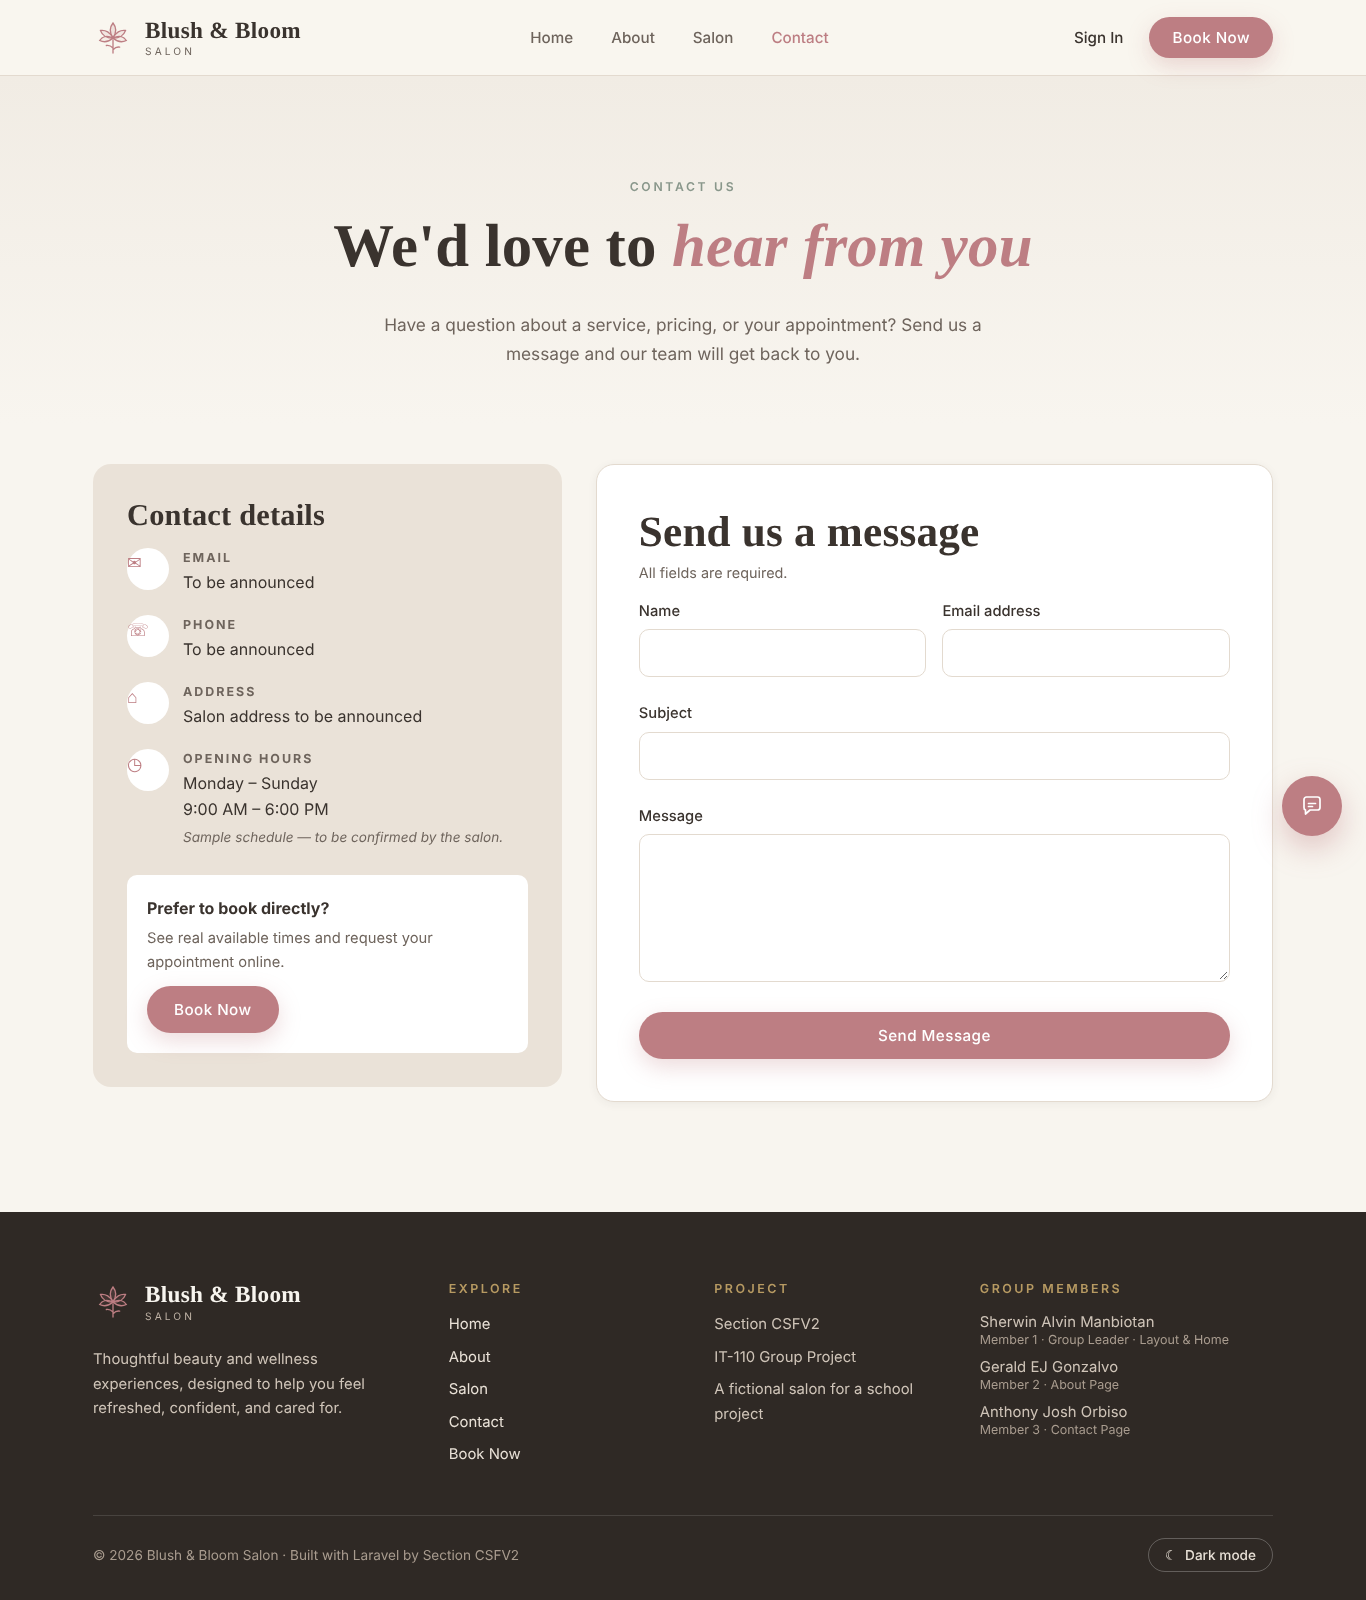 Blush & Bloom
SALON
Home
About
Salon
Contact
Sign In
Book Now
CONTACT US
We'd love to hear from you
Have a question about a service, pricing, or your appointment? Send us a
message and our team will get back to you.
Contact details
EMAIL
To be announced
PHONE
To be announced
ADDRESS
Salon address to be announced
OPENING HOURS
Monday – Sunday
9:00 AM – 6:00 PM
Sample schedule — to be confirmed by the salon.
Prefer to book directly?
See real available times and request your
appointment online.
Book Now
Send us a message
All fields are required.
Name
Email address
Subject
Message
Send Message
Blush & Bloom
SALON
Thoughtful beauty and wellness
experiences, designed to help you feel
refreshed, confident, and cared for.
EXPLORE
Home
About
Salon
Contact
Book Now
PROJECT
Section CSFV2
IT-110 Group Project
A fictional salon for a school
project
GROUP MEMBERS
Sherwin Alvin Manbiotan
Member 1 · Group Leader · Layout & Home
Gerald EJ Gonzalvo
Member 2 · About Page
Anthony Josh Orbiso
Member 3 · Contact Page
© 2026 Blush & Bloom Salon · Built with Laravel by Section CSFV2
Dark mode